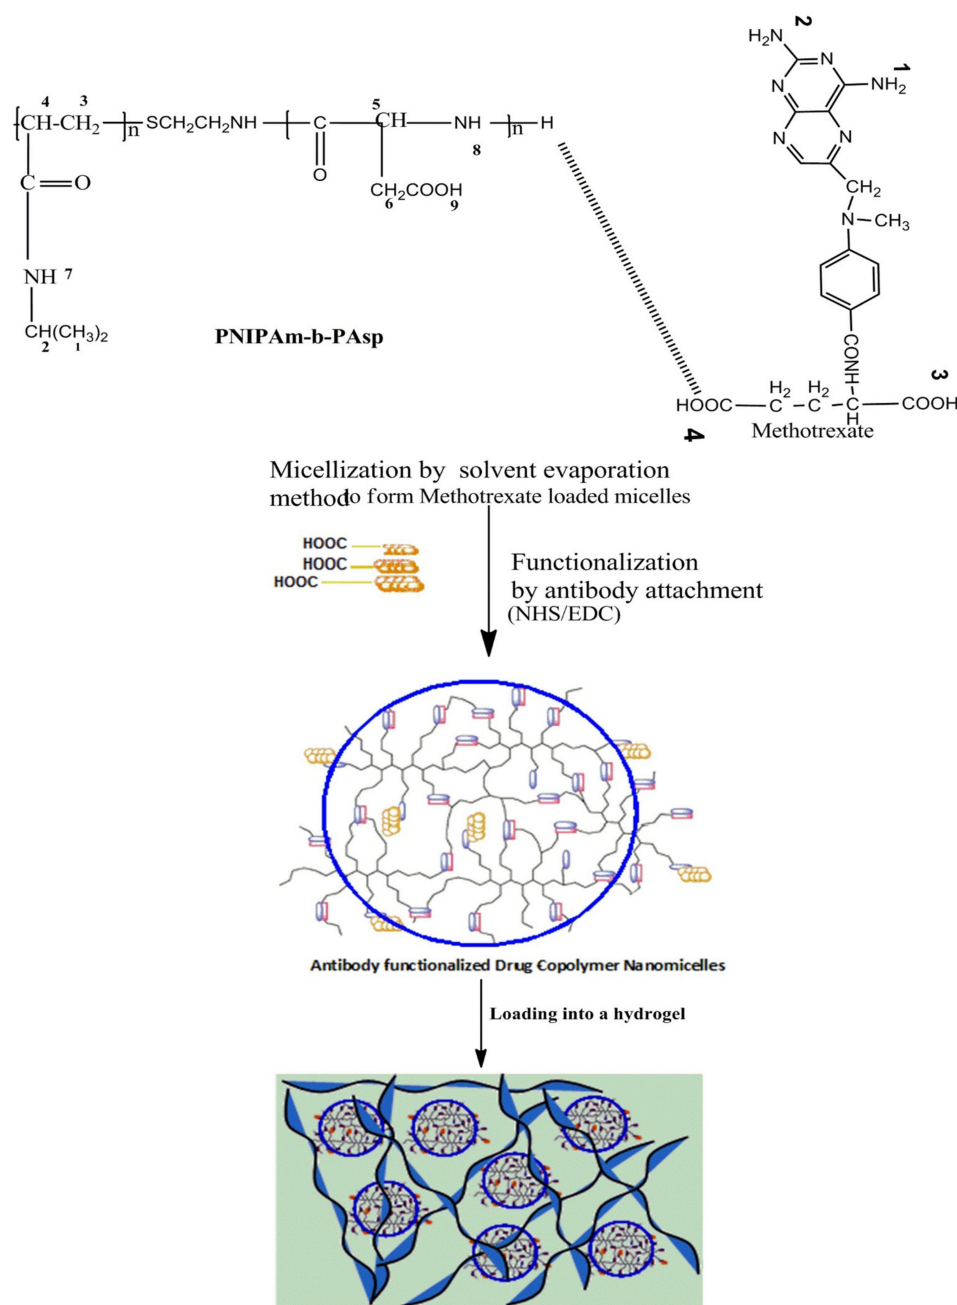 4 3 5
[CH-CH2]n SCH2CH2NH ( C CH NH )n H
8
O
C=O
CH2COOH
6 9
NH 7
CH(CH3)2
2 1
PNIPAm-b-PAsp
2
H2N
N
1
N
NH2
N
N
CH2
N
CH3
CONH
3
H2 H2
HOOC C C C COOH
H
4
Methotrexate
Micellization by solvent evaporation
method to form Methotrexate loaded micelles
HOOC
HOOC
HOOC
Functionalization
by antibody attachment
(NHS/EDC)
Antibody functionalized Drug Copolymer Nanomicelles
Loading into a hydrogel